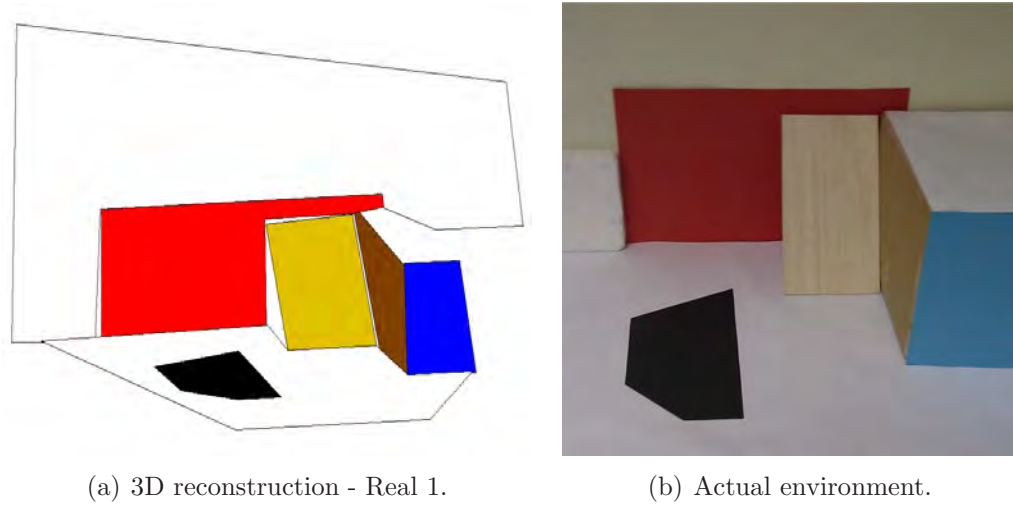 (a) 3D reconstruction - Real 1.
(b) Actual environment.